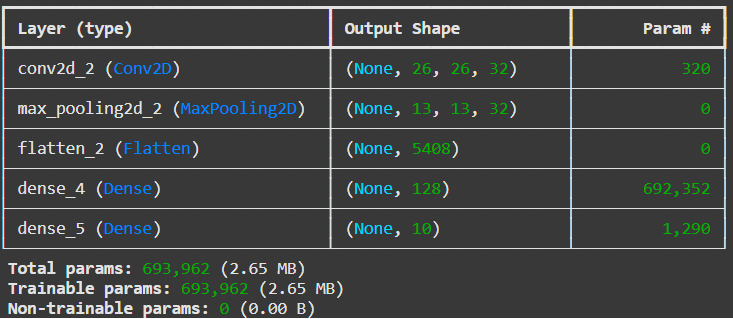 Layer (type) Output Shape Param #
conv2d_2 (Conv2D) (None, 26, 26, 32) 320
max_pooling2d_2 (MaxPooling2D) (None, 13, 13, 32) 0
flatten_2 (Flatten) (None, 5408) 0
dense_4 (Dense) (None, 128) 692,352
dense_5 (Dense) (None, 10) 1,290
Total params: 693,962 (2.65 MB)
Trainable params: 693,962 (2.65 MB)
Non-trainable params: 0 (0.00 B)